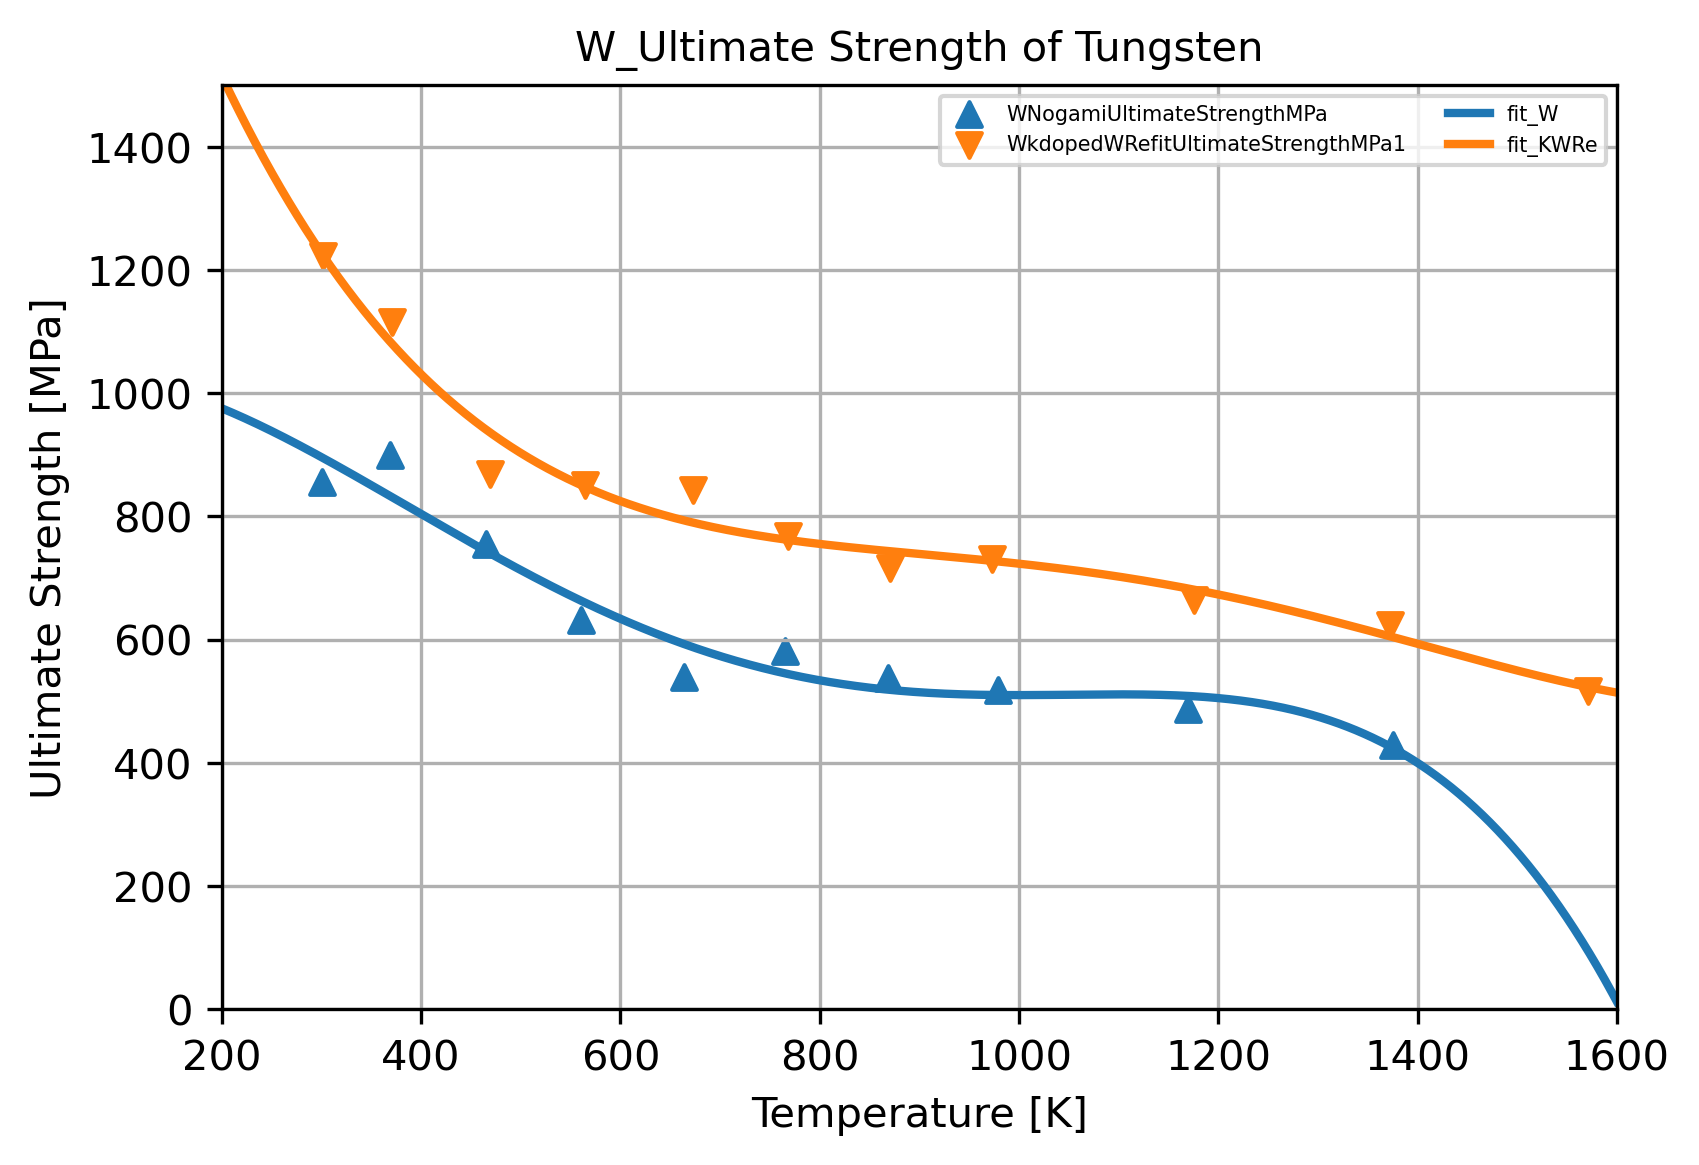 W_Ultimate Strength of Tungsten
WNogamiUltimateStrengthMPa
WkdopedWRefitUltimateStrengthMPa1
fit_W
fit_KWRe
Ultimate Strength [MPa]
1400
1200
1000
800
600
400
200
0
200 400 600 800 1000 1200 1400 1600
Temperature [K]